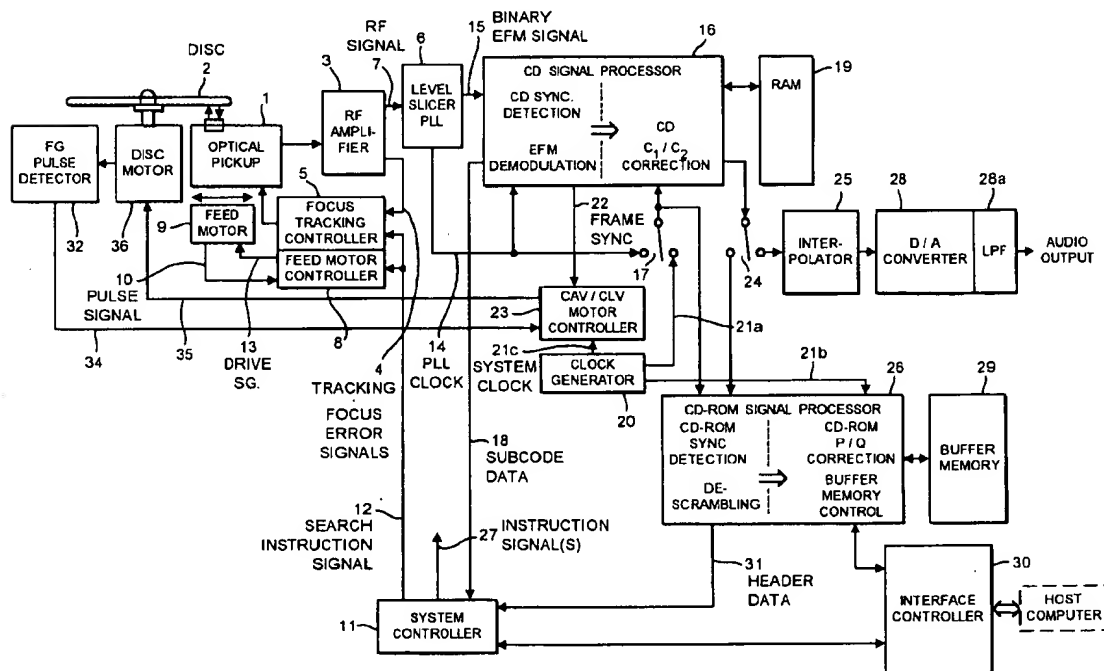 DISC
2
RF
SIGNAL
7
6
15
BINARY
EFM SIGNAL
16
3
1
FG
PULSE
DETECTOR
32
DISC
MOTOR
36
OPTICAL
PICKUP
RF
AMPLI-
FIER
LEVEL
SLICER
PLL
CD SIGNAL PROCESSOR
CD SYNC.
DETECTION
EFM
DEMODULATION
CD
C1 / C2
CORRECTION
RAM
19
9
FEED
MOTOR
5
FOCUS
TRACKING
CONTROLLER
FEED MOTOR
CONTROLLER
8
10
PULSE
SIGNAL
34
35
13
DRIVE
SG.
22
FRAME
SYNC
17
24
25
INTER-
POLATOR
28
D / A
CONVERTER
28a
LPF
AUDIO
OUTPUT
23
CAV / CLV
MOTOR
CONTROLLER
14
PLL
CLOCK
21c
SYSTEM
CLOCK
CLOCK
GENERATOR
20
21a
21b
4
TRACKING
FOCUS
ERROR
SIGNALS
26
CD-ROM SIGNAL PROCESSOR
CD-ROM
SYNC
DETECTION
DE-
SCRAMBLING
CD-ROM
P / Q
CORRECTION
BUFFER
MEMORY
CONTROL
29
BUFFER
MEMORY
18
SUBCODE
DATA
12
SEARCH
INSTRUCTION
SIGNAL
27
INSTRUCTION
SIGNAL(S)
31
HEADER
DATA
30
11
SYSTEM
CONTROLLER
INTERFACE
CONTROLLER
HOST
COMPUTER